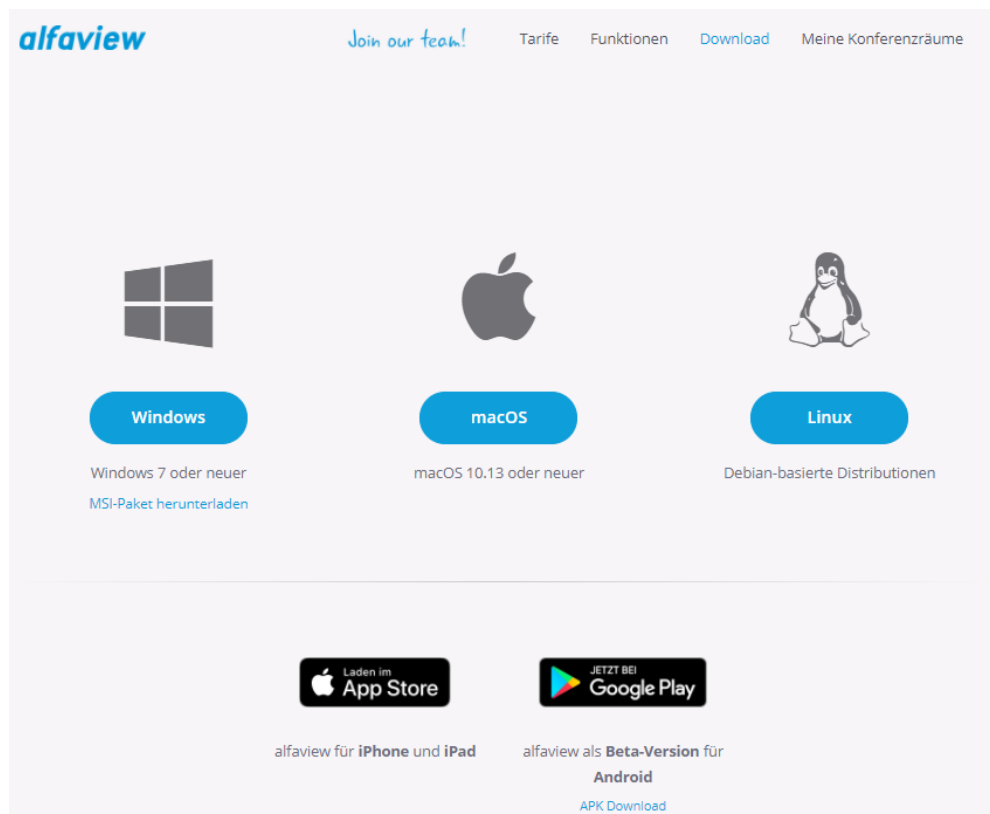 alfaview
Join our team!
Tarife
Funktionen
Download
Meine Konferenzräume
Windows
macOS
Linux
Windows 7 oder neuer
macOS 10.13 oder neuer
Debian-basierte Distributionen
MSI-Paket herunterladen
Laden im
App Store
JETZT BEI
Google Play
alfaview für iPhone und iPad
alfaview als Beta-Version für
Android
APK Download